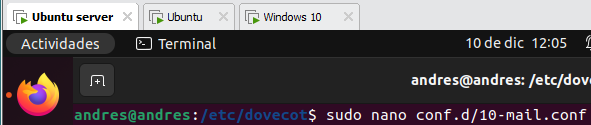 Ubuntu server Ubuntu Windows 10
Actividades Terminal 10 de dic 12:05
andres@andres: /etc/dove
andres@andres:/etc/dovecot$ sudo nano conf.d/10-mail.conf